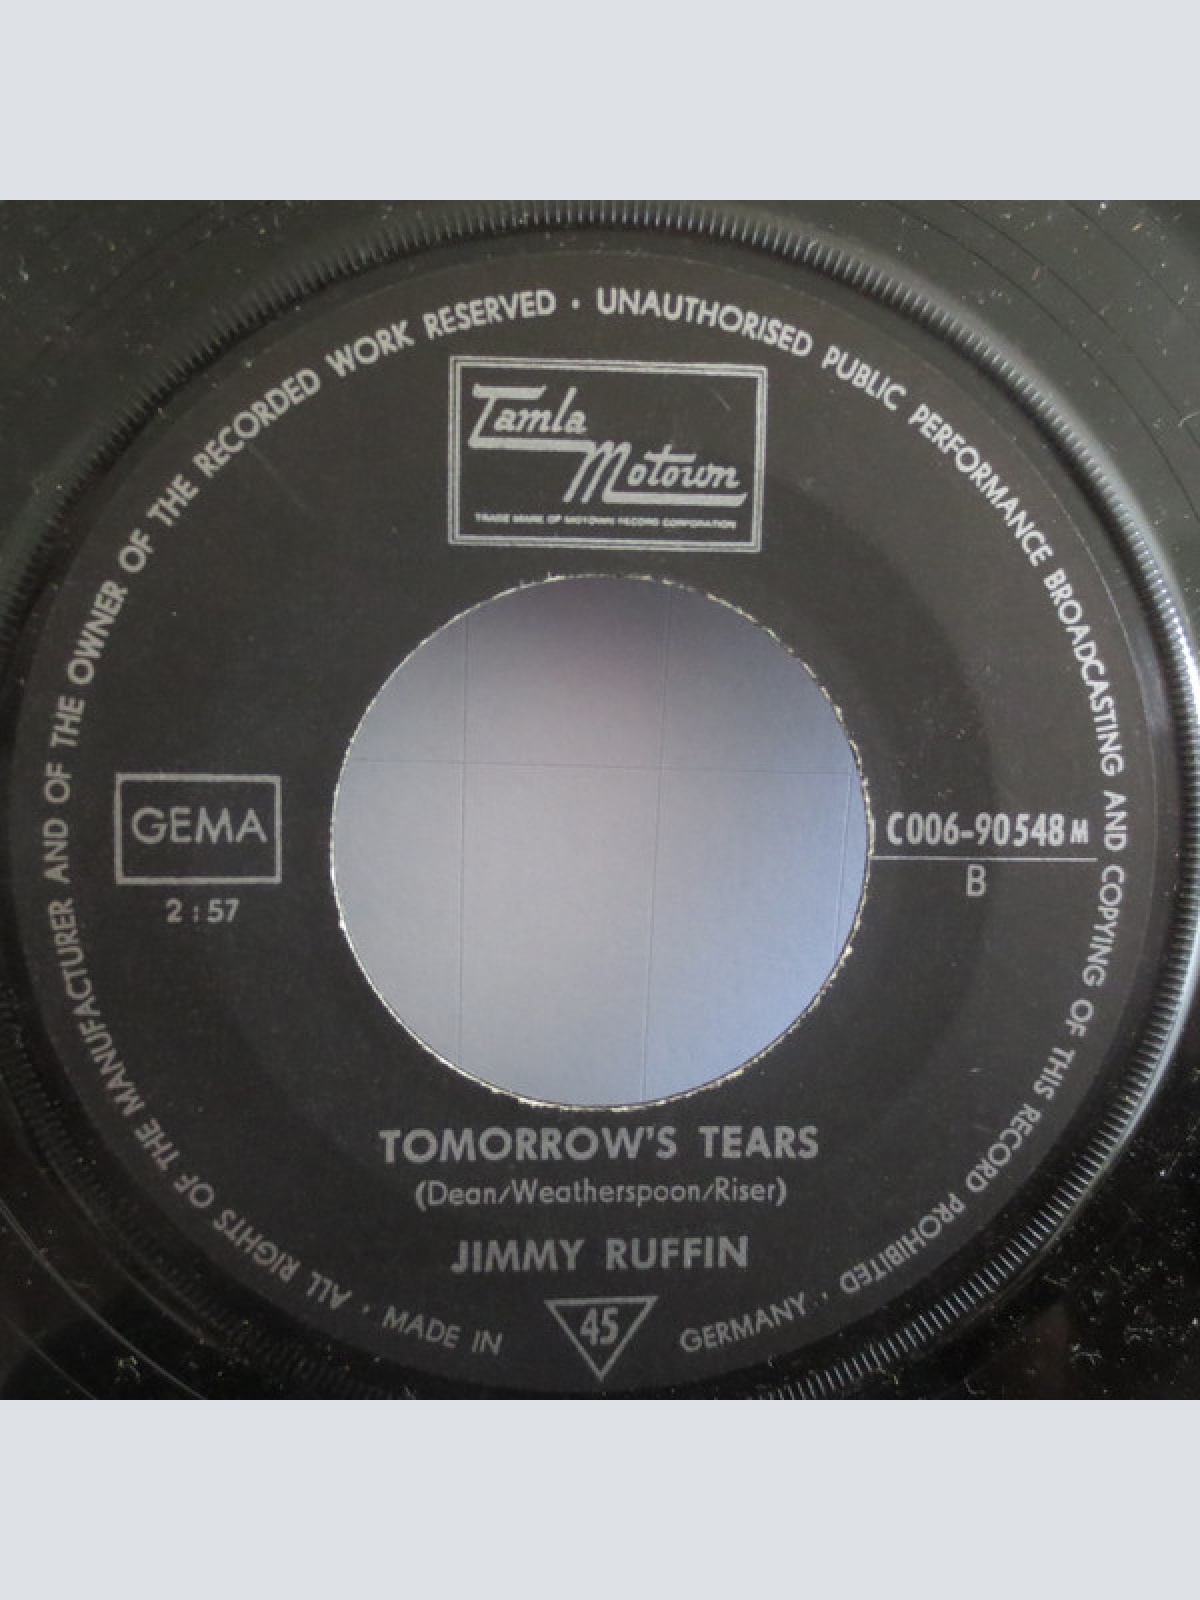 ALL RIGHTS OF THE MANUFACTURER AND OF THE OWNER OF THE RECORDED WORK RESERVED · UNAUTHORISED PUBLIC PERFORMANCE BROADCASTING AND COPYING OF THIS RECORD PROHIBITED ·
Tamla
Motown
TRADE MARK OF MOTOWN RECORD CORPORATION
GEMA
2:57
C006-90548 M
B
TOMORROW'S TEARS
(Dean/Weatherspoon/Riser)
JIMMY RUFFIN
MADE IN
45
GERMANY